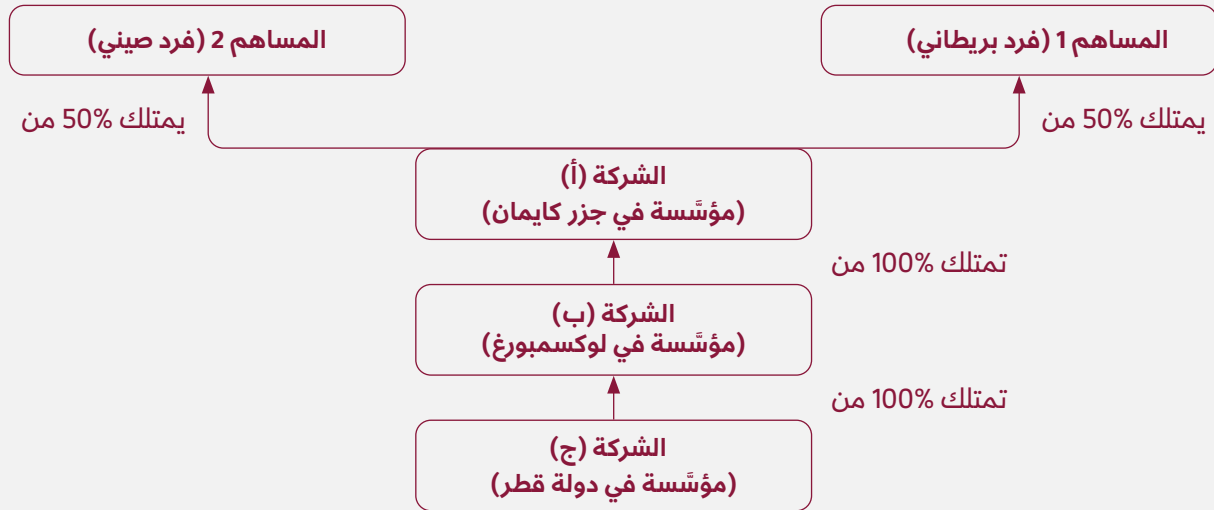 المساهم 1 (فرد بريطاني)
المساهم 2 (فرد صيني)
يمتلك 50% من
يمتلك 50% من
الشركة (أ)
(مؤسَّسة في جزر كايمان)
تمتلك 100% من
الشركة (ب)
(مؤسَّسة في لوكسمبورغ)
تمتلك 100% من
الشركة (ج)
(مؤسَّسة في دولة قطر)